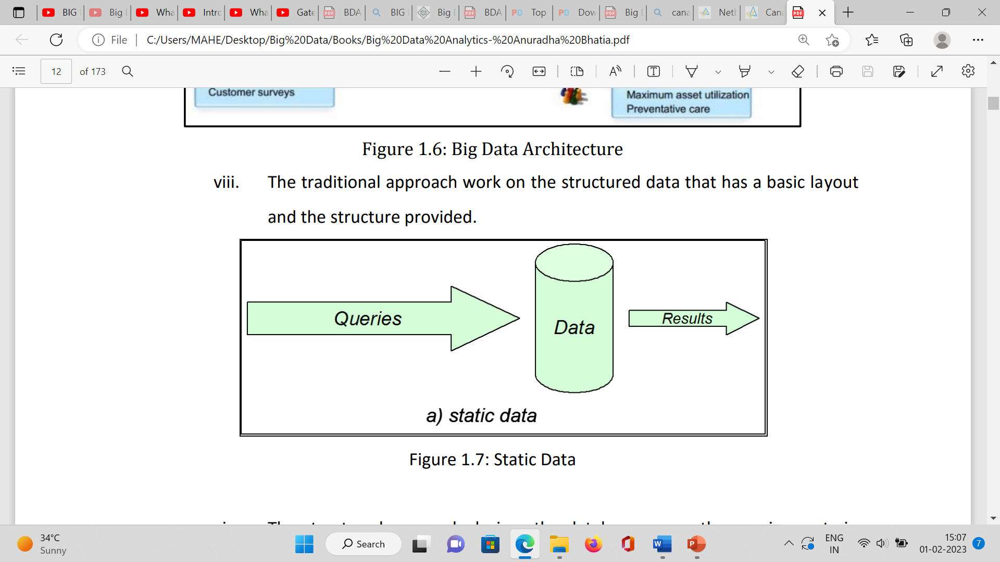 BIG
Big
Wha
Intro
Wha
Gate
BDA
BIG
Big
BDA
Top
Dow
Big
cana
Net
Can
File
C:/Users/MAHE/Desktop/Big%20Data/Books/Big%20Data%20Analytics-%20Anuradha%20Bhatia.pdf
12 of 173
Customer surveys
Maximum asset utilization
Preventative care
Figure 1.6: Big Data Architecture
viii. The traditional approach work on the structured data that has a basic layout
and the structure provided.
Queries
Data
Results
a) static data
Figure 1.7: Static Data
34°C
Sunny
Search
ENG
IN
15:07
01-02-2023
7